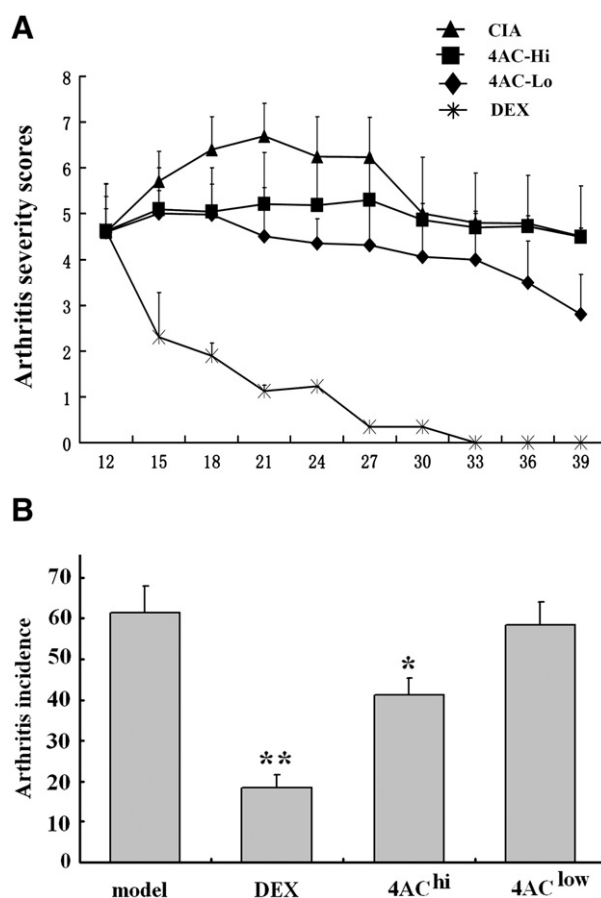 A
CIA
4AC-Hi
4AC-Lo
DEX
Arthritis severity scores
8
7
6
5
4
3
2
1
0
12 15 18 21 24 27 30 33 36 39
B
Arthritis incidence
70
60
50
40
30
20
10
0
**
*
model DEX 4AC^hi 4AC^low